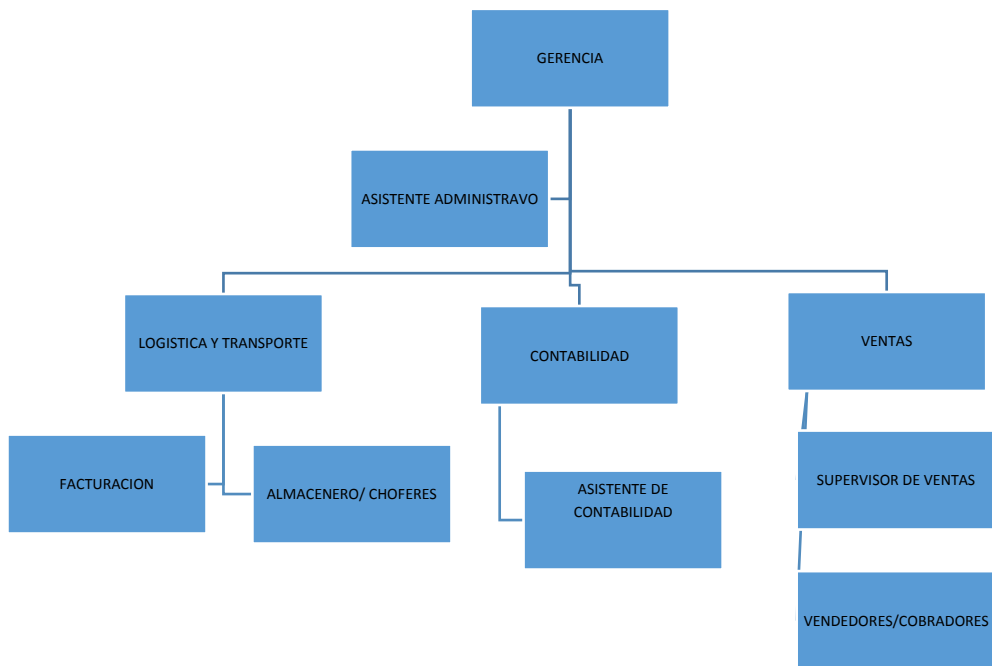 GERENCIA
ASISTENTE ADMINISTRAVO
LOGISTICA Y TRANSPORTE
CONTABILIDAD
VENTAS
FACTURACION
ALMACENERO/ CHOFERES
ASISTENTE DE
CONTABILIDAD
SUPERVISOR DE VENTAS
VENDEDORES/COBRADORES